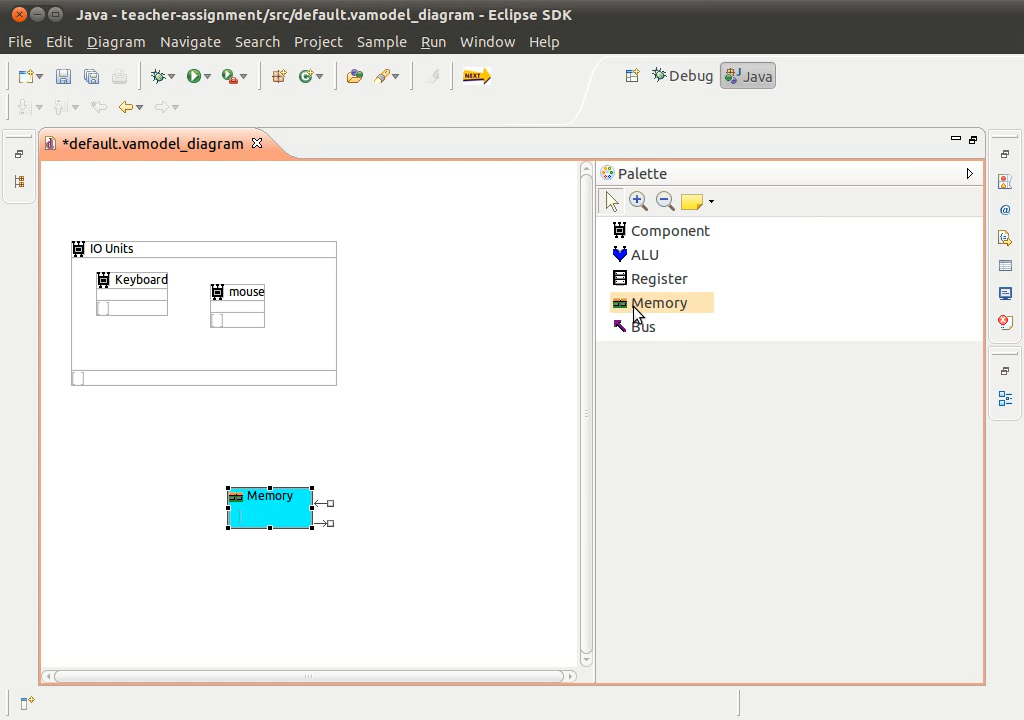 Java - teacher-assignment/src/default.vamodel_diagram - Eclipse SDK
File Edit Diagram Navigate Search Project Sample Run Window Help
NEXT Debug Java
*default.vamodel_diagram
Palette
Component
ALU
Register
Memory
Bus
IO Units
Keyboard
mouse
Memory